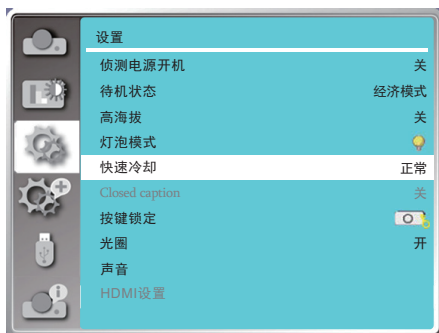 设置
侦测电源开机 关
待机状态 经济模式
高海拔 关
灯泡模式
快速冷却 正常
Closed caption 关
按键锁定
光圈 开
声音
HDMI设置